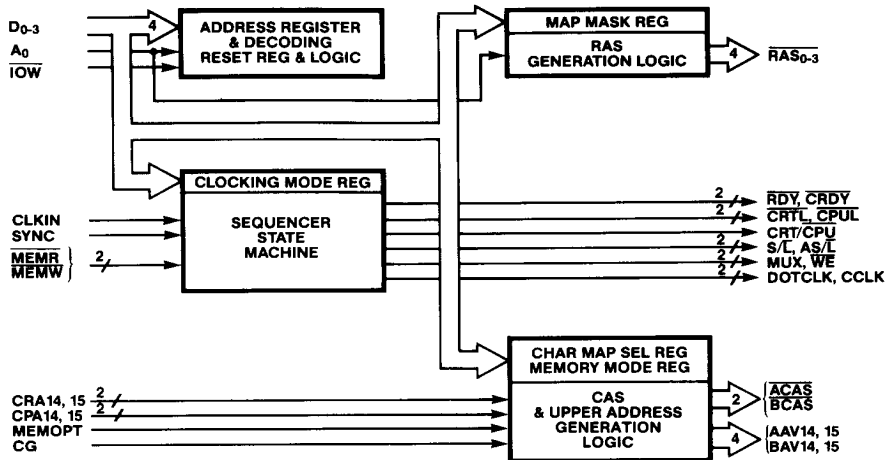 D0-3
A0
IOW
4
ADDRESS REGISTER
& DECODING
RESET REG & LOGIC
MAP MASK REG
RAS
GENERATION LOGIC
4
RAS0-3
CLOCKING MODE REG
SEQUENCER
STATE
MACHINE
CLKIN
SYNC
MEMR
MEMW
2
2
RDY, CRDY
2
CRTL, CPUL
CRT/CPU
2
S/L, AS/L
2
MUX, WE
2
DOTCLK, CCLK
CHAR MAP SEL REG
MEMORY MODE REG
CAS
& UPPER ADDRESS
GENERATION
LOGIC
CRA14, 15
2
CPA14, 15
2
MEMOPT
CG
2
ACAS
BCAS
4
AAV14, 15
BAV14, 15